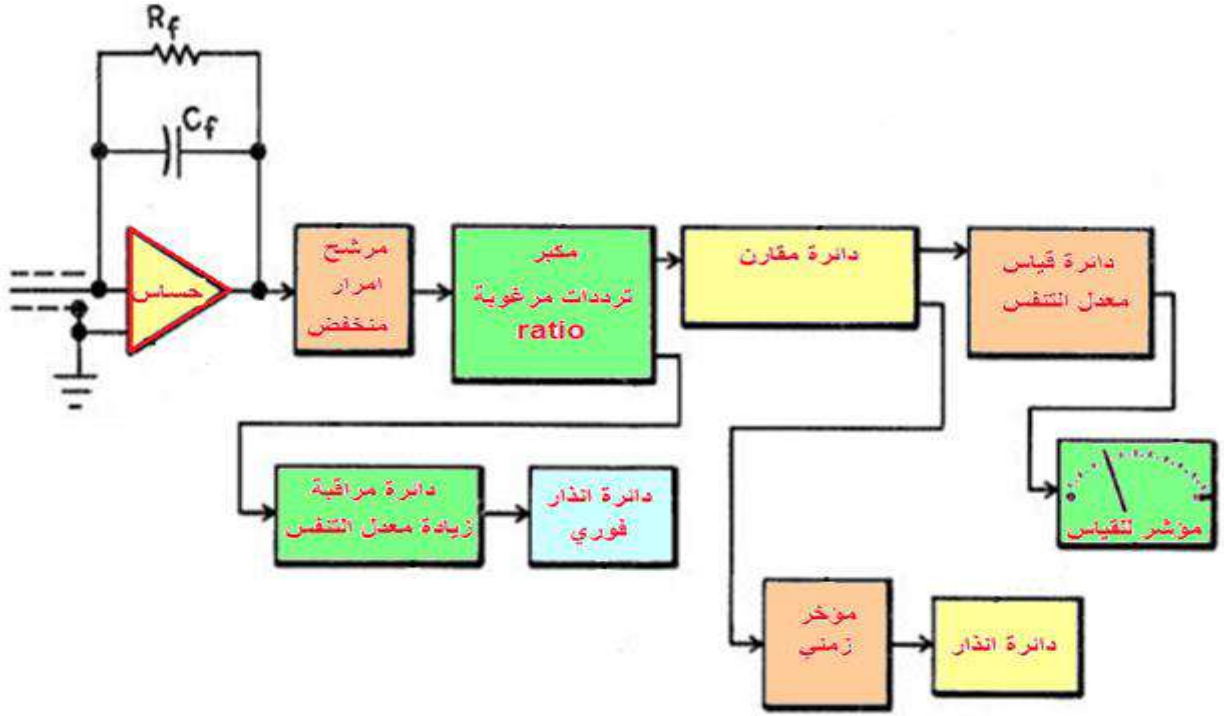 Rf
Cf
حساس
مرشح
امرار
منخفض
مكبر
ترددات مرغوبة
ratio
دائرة مقارن
دائرة قياس
معدل التنفس
دائرة مراقبة
زيادة معدل التنفس
دائرة انذار
فوري
مؤشر للقياس
مؤخر
زمني
دائرة انذار